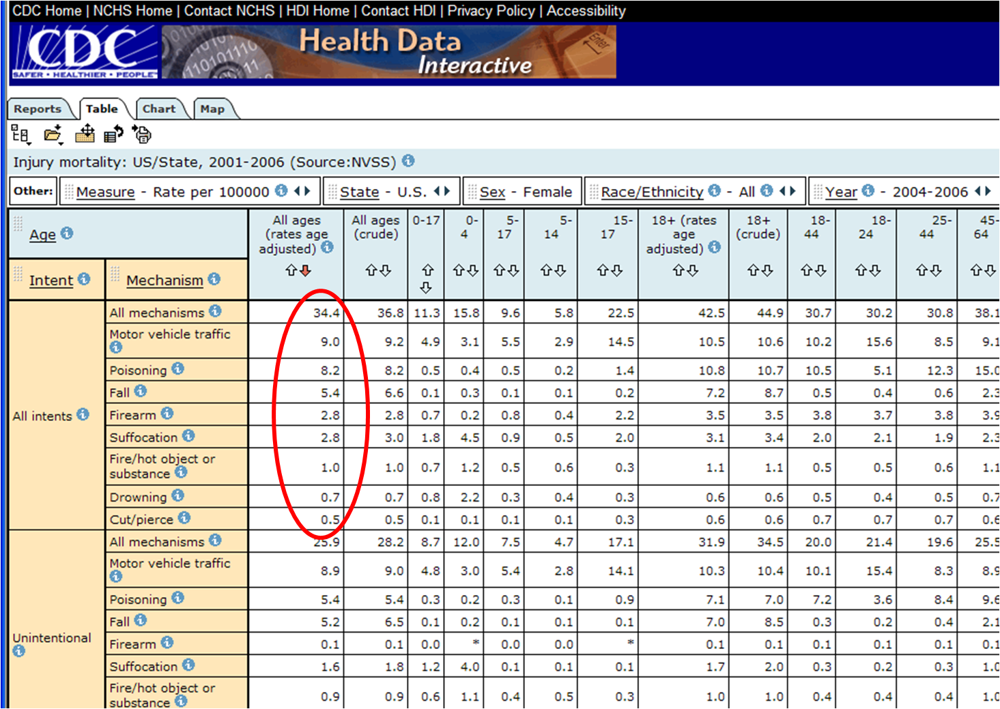 CDC Home | NCHS Home | Contact NCHS | HDI Home | Contact HDI | Privacy Policy | Accessibility
CDC
SAFER • HEALTHIER • PEOPLE™
Health Data
Interactive
Enter
Reports Table Chart Map
Injury mortality: US/State, 2001-2006 (Source:NVSS)
Other: Measure - Rate per 100000 State - U.S. Sex - Female Race/Ethnicity - All Year - 2004-2006
Age All ages (rates age adjusted) All ages (crude) 0-17 0-4 5-17 5-14 15-17 18+ (rates age adjusted) 18+ (crude) 18-44 18-24 25-44 45-64
Intent Mechanism
All intents
All mechanisms 34.4 36.8 11.3 15.8 9.6 5.8 22.5 42.5 44.9 30.7 30.2 30.8 38.1
Motor vehicle traffic 9.0 9.2 4.9 3.1 5.5 2.9 14.5 10.5 10.6 10.2 15.6 8.5 9.1
Poisoning 8.2 8.2 0.5 0.4 0.5 0.2 1.4 10.8 10.7 10.5 5.1 12.3 15.0
Fall 5.4 6.6 0.1 0.3 0.1 0.1 0.2 7.2 8.7 0.5 0.4 0.6 2.3
Firearm 2.8 2.8 0.7 0.2 0.8 0.4 2.2 3.5 3.5 3.8 3.7 3.8 3.9
Suffocation 2.8 3.0 1.8 4.5 0.9 0.5 2.0 3.1 3.4 2.0 2.1 1.9 2.3
Fire/hot object or substance 1.0 1.0 0.7 1.2 0.5 0.6 0.3 1.1 1.1 0.5 0.5 0.6 1.1
Drowning 0.7 0.7 0.8 2.2 0.3 0.4 0.3 0.6 0.6 0.5 0.4 0.5 0.7
Cut/pierce 0.5 0.5 0.1 0.1 0.1 0.1 0.3 0.6 0.6 0.7 0.7 0.7 0.6
Unintentional
All mechanisms 25.9 28.2 8.7 12.0 7.5 4.7 17.1 31.9 34.5 20.0 21.4 19.6 25.5
Motor vehicle traffic 8.9 9.0 4.8 3.0 5.4 2.8 14.1 10.3 10.4 10.1 15.4 8.3 8.9
Poisoning 5.4 5.4 0.3 0.2 0.3 0.1 0.9 7.1 7.0 7.2 3.6 8.4 9.6
Fall 5.2 6.5 0.1 0.2 0.1 0.1 0.1 7.0 8.5 0.3 0.2 0.4 2.1
Firearm 0.1 0.1 0.0 * 0.0 0.0 * 0.1 0.1 0.1 0.1 0.1 0.1
Suffocation 1.6 1.8 1.2 4.0 0.1 0.1 0.1 1.7 2.0 0.3 0.2 0.3 1.0
Fire/hot object or substance 0.9 0.9 0.6 1.1 0.4 0.5 0.3 1.0 1.0 0.4 0.4 0.4 1.0